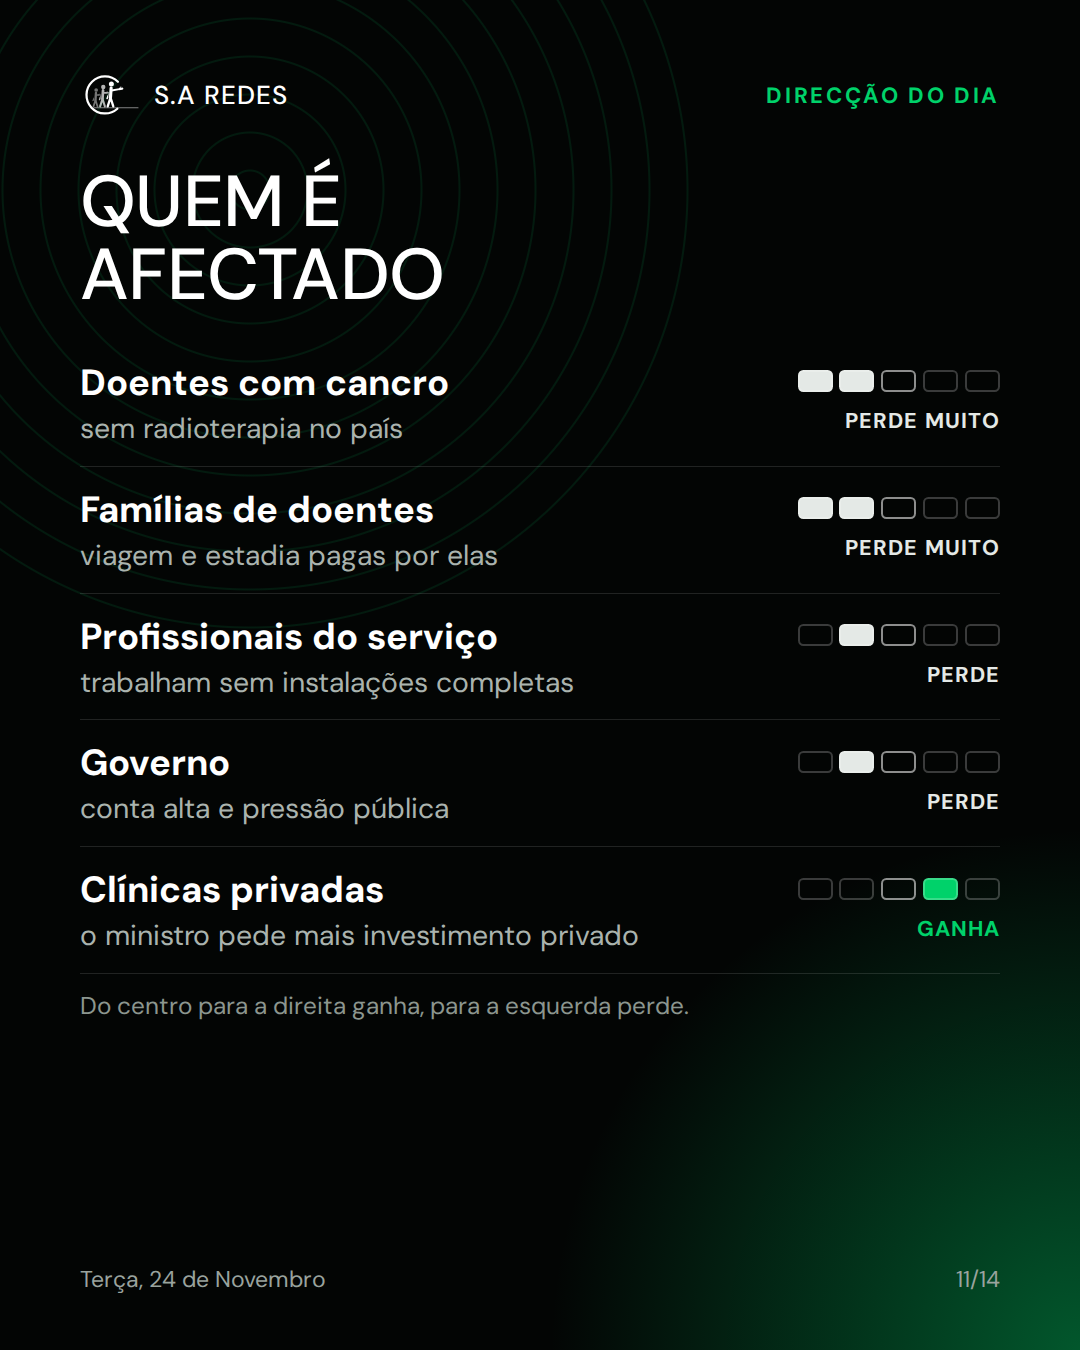 S.A REDES
DIRECÇÃO DO DIA
QUEM É
AFECTADO
Doentes com cancro
sem radioterapia no país
PERDE MUITO
Famílias de doentes
viagem e estadia pagas por elas
PERDE MUITO
Profissionais do serviço
trabalham sem instalações completas
PERDE
Governo
conta alta e pressão pública
PERDE
Clínicas privadas
o ministro pede mais investimento privado
GANHA
Do centro para a direita ganha, para a esquerda perde.
Terça, 24 de Novembro
11/14